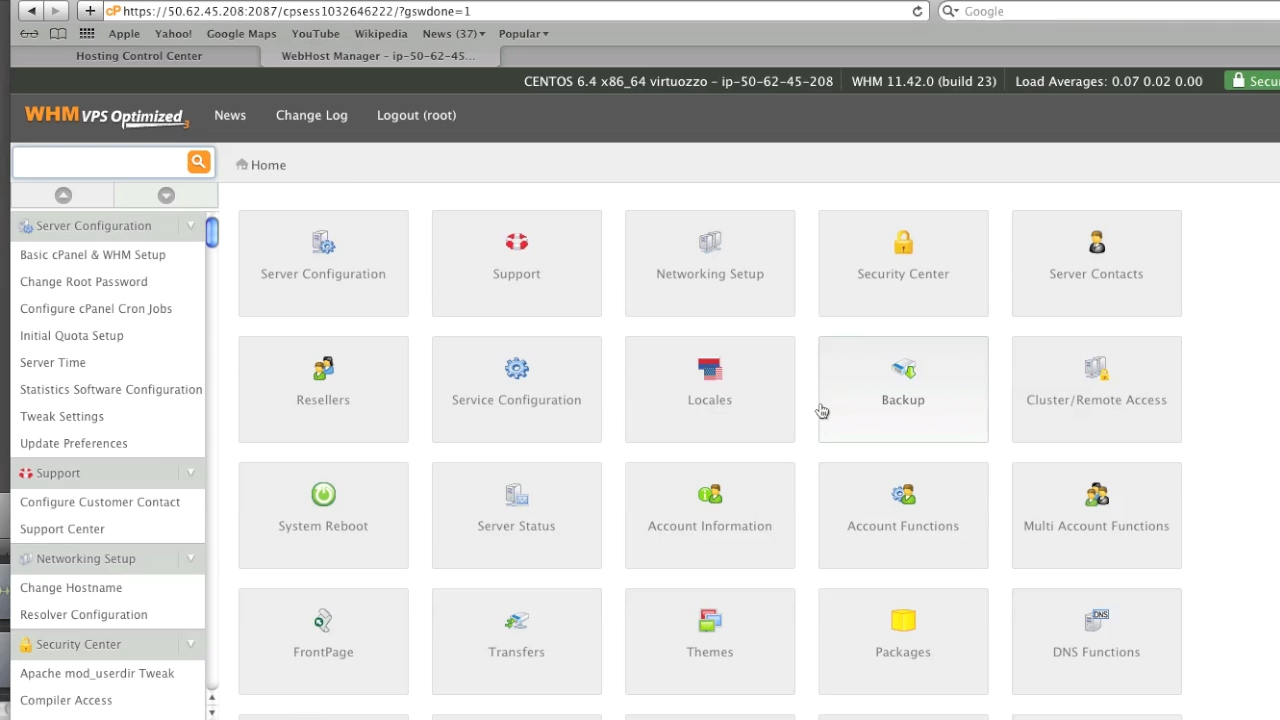 cP https://50.62.45.208:2087/cpsess1032646222/?gswdone=1
Google
Apple Yahoo! Google Maps YouTube Wikipedia News (37) Popular
Hosting Control Center
WebHost Manager - ip-50-62-45...
CENTOS 6.4 x86_64 virtuozzo – ip-50-62-45-208
WHM 11.42.0 (build 23)
Load Averages: 0.07 0.02 0.00
WHM VPS Optimized 3
News
Change Log
Logout (root)
Home
Server Configuration
Basic cPanel & WHM Setup
Change Root Password
Configure cPanel Cron Jobs
Initial Quota Setup
Server Time
Statistics Software Configuration
Tweak Settings
Update Preferences
Support
Configure Customer Contact
Support Center
Networking Setup
Change Hostname
Resolver Configuration
Security Center
Apache mod_userdir Tweak
Compiler Access
Server Configuration
Support
Networking Setup
Security Center
Server Contacts
Resellers
Service Configuration
Locales
Backup
Cluster/Remote Access
System Reboot
Server Status
Account Information
Account Functions
Multi Account Functions
FrontPage
Transfers
Themes
Packages
DNS
DNS Functions